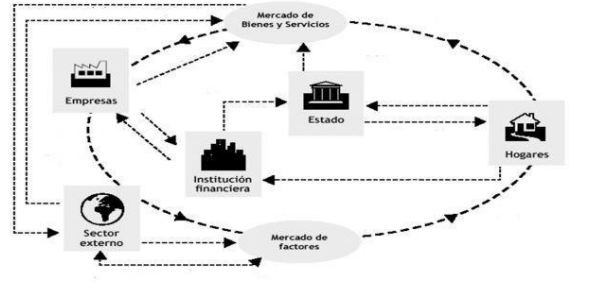 Mercado de
Bienes y Servicios
Empresas
Estado
Hogares
Institución
financiera
Sector
externo
Mercado de
factores